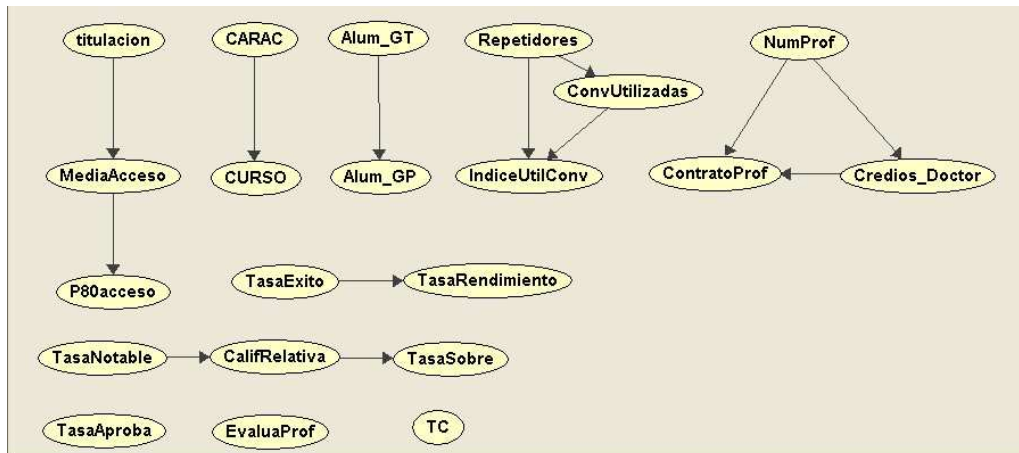 titulacion
CARAC
Alum_GT
Repetidores
NumProf
ConvUtilizadas
MediaAcceso
CURSO
Alum_GP
IndiceUtilConv
ContratoProf
Credios_Doctor
P80acceso
TasaExito
TasaRendimiento
TasaNotable
CalifRelativa
TasaSobre
TasaAproba
EvaluaProf
TC